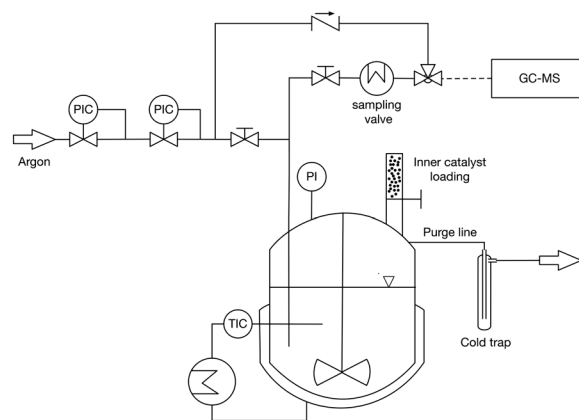 GC-MS
sampling
valve
PIC
PIC
Argon
PI
Inner catalyst
loading
Purge line
TIC
Cold trap